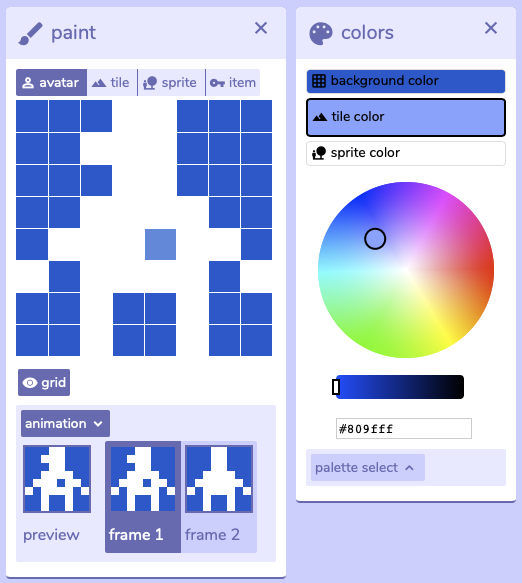 paint
avatar tile sprite item
grid
animation
preview frame 1 frame 2
colors
background color
tile color
sprite color
#809fff
palette select